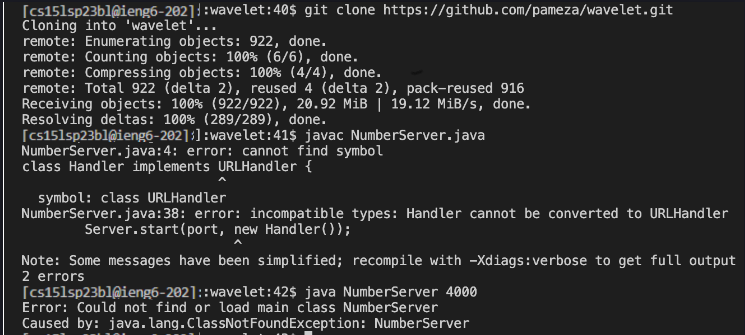 [cs15lsp23bl@ieng6-202]:wavelet:40$ git clone https://github.com/pameza/wavelet.git
Cloning into 'wavelet'...
remote: Enumerating objects: 922, done.
remote: Counting objects: 100% (6/6), done.
remote: Compressing objects: 100% (4/4), done.
remote: Total 922 (delta 2), reused 4 (delta 2), pack-reused 916
Receiving objects: 100% (922/922), 20.92 MiB | 19.12 MiB/s, done.
Resolving deltas: 100% (289/289), done.
[cs15lsp23bl@ieng6-202]:wavelet:41$ javac NumberServer.java
NumberServer.java:4: error: cannot find symbol
class Handler implements URLHandler {
^
symbol: class URLHandler
NumberServer.java:38: error: incompatible types: Handler cannot be converted to URLHandler
Server.start(port, new Handler());
^
Note: Some messages have been simplified; recompile with -Xdiags:verbose to get full output
2 errors
[cs15lsp23bl@ieng6-202]::wavelet:42$ java NumberServer 4000
Error: Could not find or load main class NumberServer
Caused by: java.lang.ClassNotFoundException: NumberServer